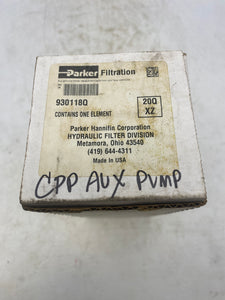 Parker Filtration
930118Q
CONTAINS ONE ELEMENT
20Q
XZ
Parker Hannifin Corporation
HYDRAULIC FILTER DIVISION
Metamora, Ohio 43540
(419) 644-4311
Made In USA
CPP AUX PUMP